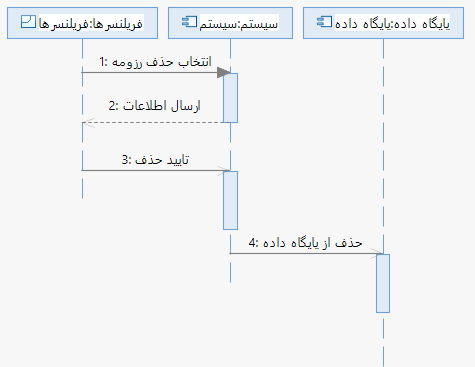 فریلنسرها:فریلنسرها
سیستم:سیستم
پایگاه داده:پایگاه داده
1: انتخاب حذف رزومه
2: ارسال اطلاعات
3: تایید حذف
4: حذف از پایگاه داده